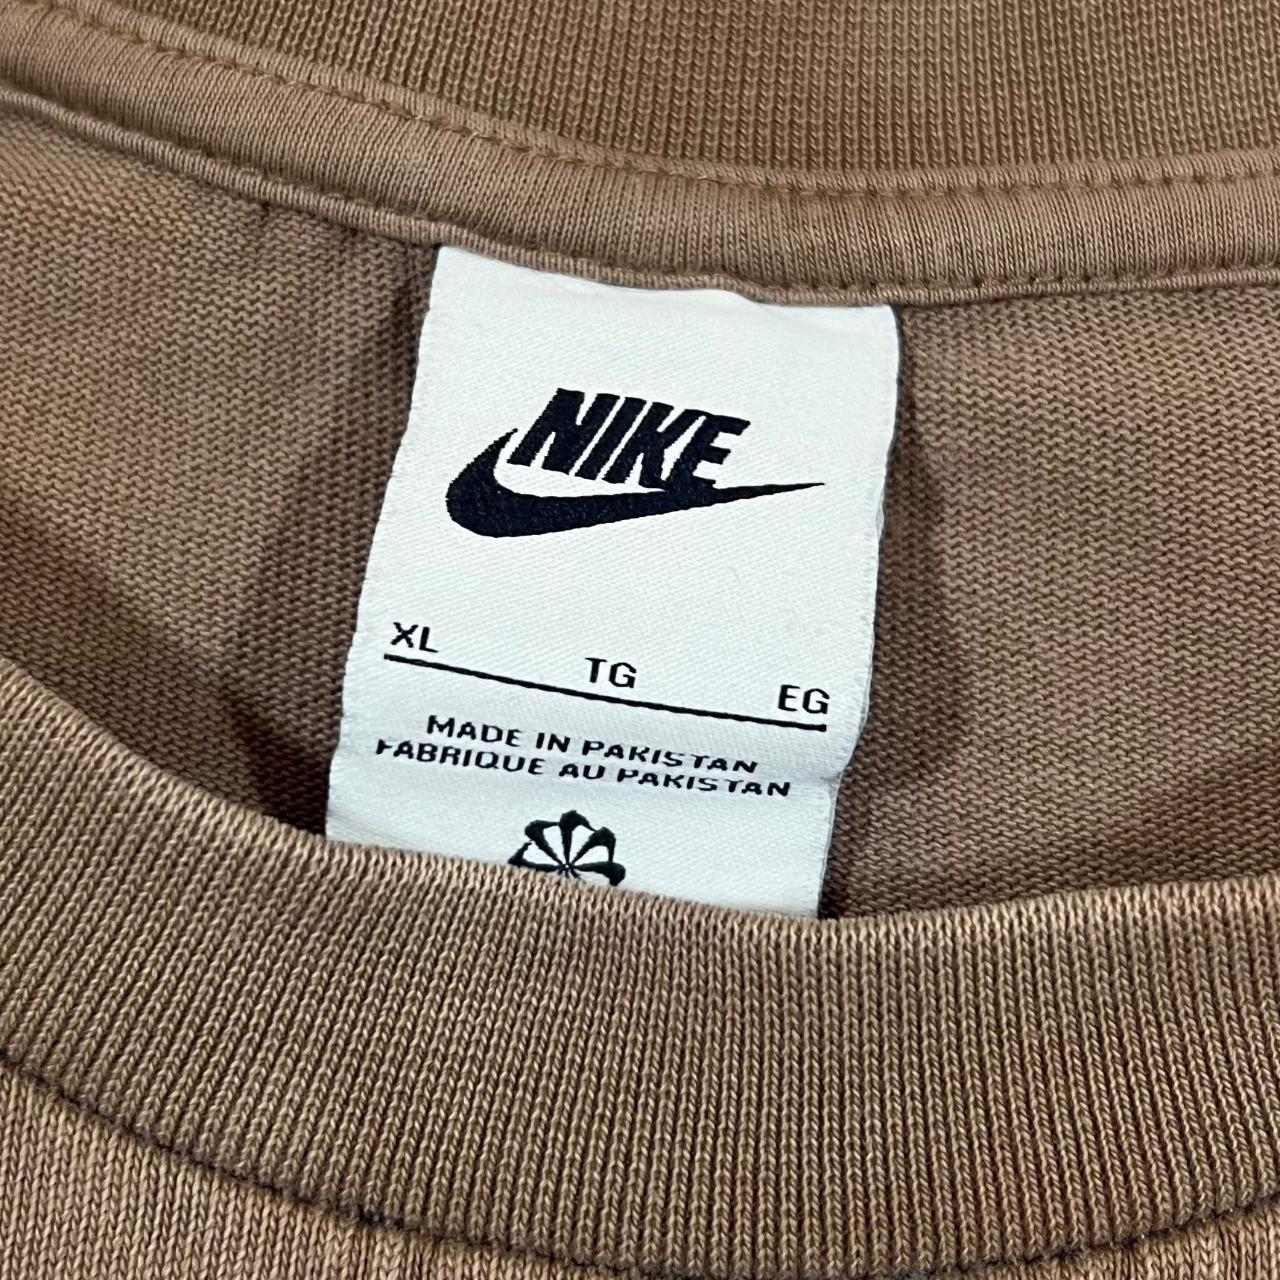 NIKE
XL TG EG
MADE IN PAKISTAN
FABRIQUE AU PAKISTAN